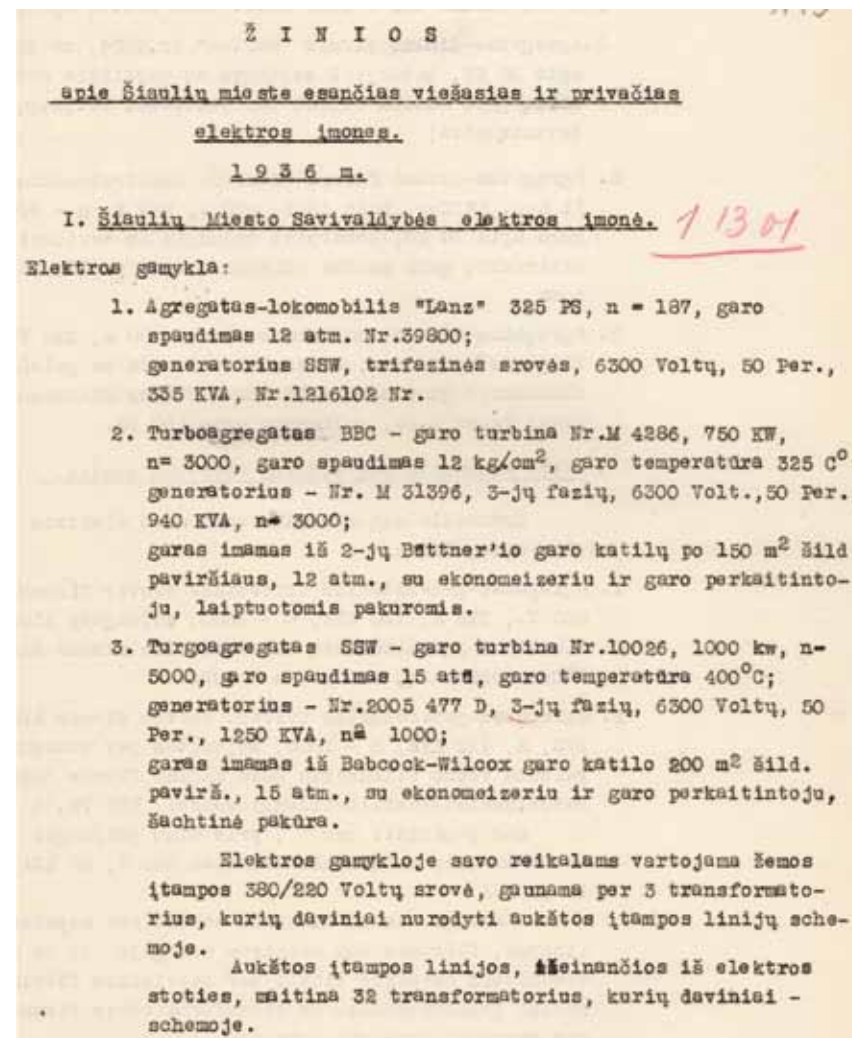 Ž I N I O S
apie Šiaulių mieste esančias viešasias ir privačias
elektros įmones.
1 9 3 6 m.
I. Šiaulių Miesto Savivaldybės elektros įmonė.
1 13 01
Elektros gamykla:
1. Agregatas-lokomobilis "Lanz" 325 PS, n = 187, garo
spaudimas 12 atm. Nr.39800;
generatorius SSW, trifazinės srovės, 6300 Voltų, 50 Per.,
335 KVA, Nr.1216102 Nr.
2. Turboagregatas BBC - garo turbina Nr.M 4286, 750 KW,
n= 3000, garo spaudimas 12 kg/cm², garo temperatūra 325 C°
generatorius - Nr. M 31396, 3-jų fazių, 6300 Volt.,50 Per.
940 KVA, n= 3000;
garas imamas iš 2-jų Büttner'io garo katilų po 150 m² šild
paviršiaus, 12 atm., su ekonomeizeriu ir garo perkaitinto-
ju, laiptuotomis pakuromis.
3. Turgoagregatas SSW - garo turbina Nr.10026, 1000 kw, n=
5000, garo spaudimas 15 atü, garo temperatūra 400°C;
generatorius - Nr.2005 477 D, 3-jų fazių, 6300 Voltų, 50
Per., 1250 KVA, n= 1000;
garas imamas iš Babcock-Wilcox garo katilo 200 m² šild.
pavirš., 15 atm., su ekonomeizeriu ir garo perkaitintoju,
šachtinė pakūra.
Elektros gamykloje savo reikalams vartojama žemos
įtampos 380/220 Voltų srovė, gaunama per 3 transformato-
rius, kurių daviniai nurodyti aukštos įtampos linijų sche-
moje.
Aukštos įtampos linijos, išeinančios iš elektros
stoties, maitina 32 transformatorius, kurių daviniai -
schemoje.